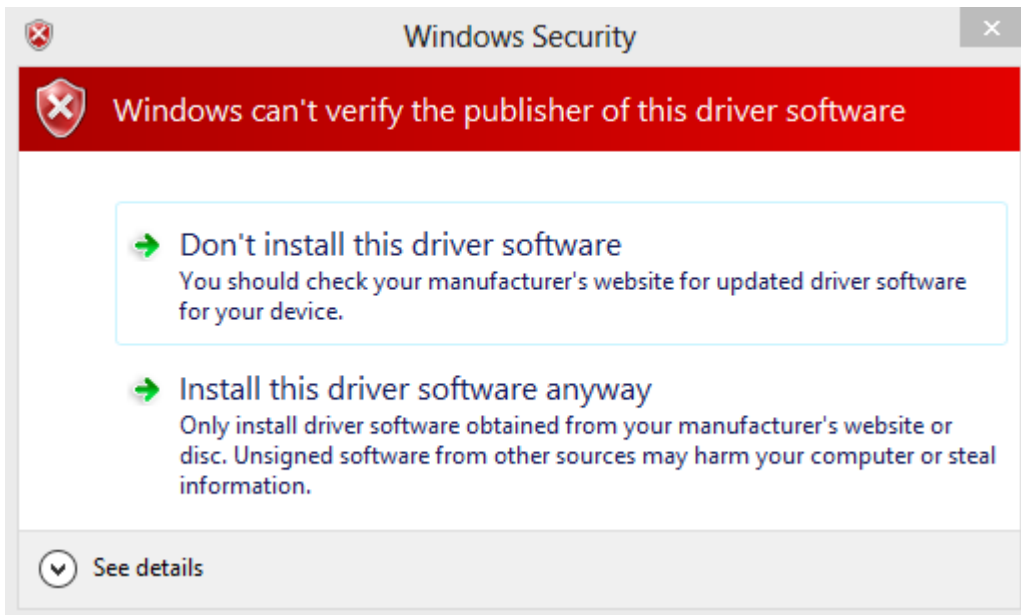 Windows Security
Windows can't verify the publisher of this driver software
Don't install this driver software
You should check your manufacturer's website for updated driver software
for your device.
Install this driver software anyway
Only install driver software obtained from your manufacturer's website or
disc. Unsigned software from other sources may harm your computer or steal
information.
See details